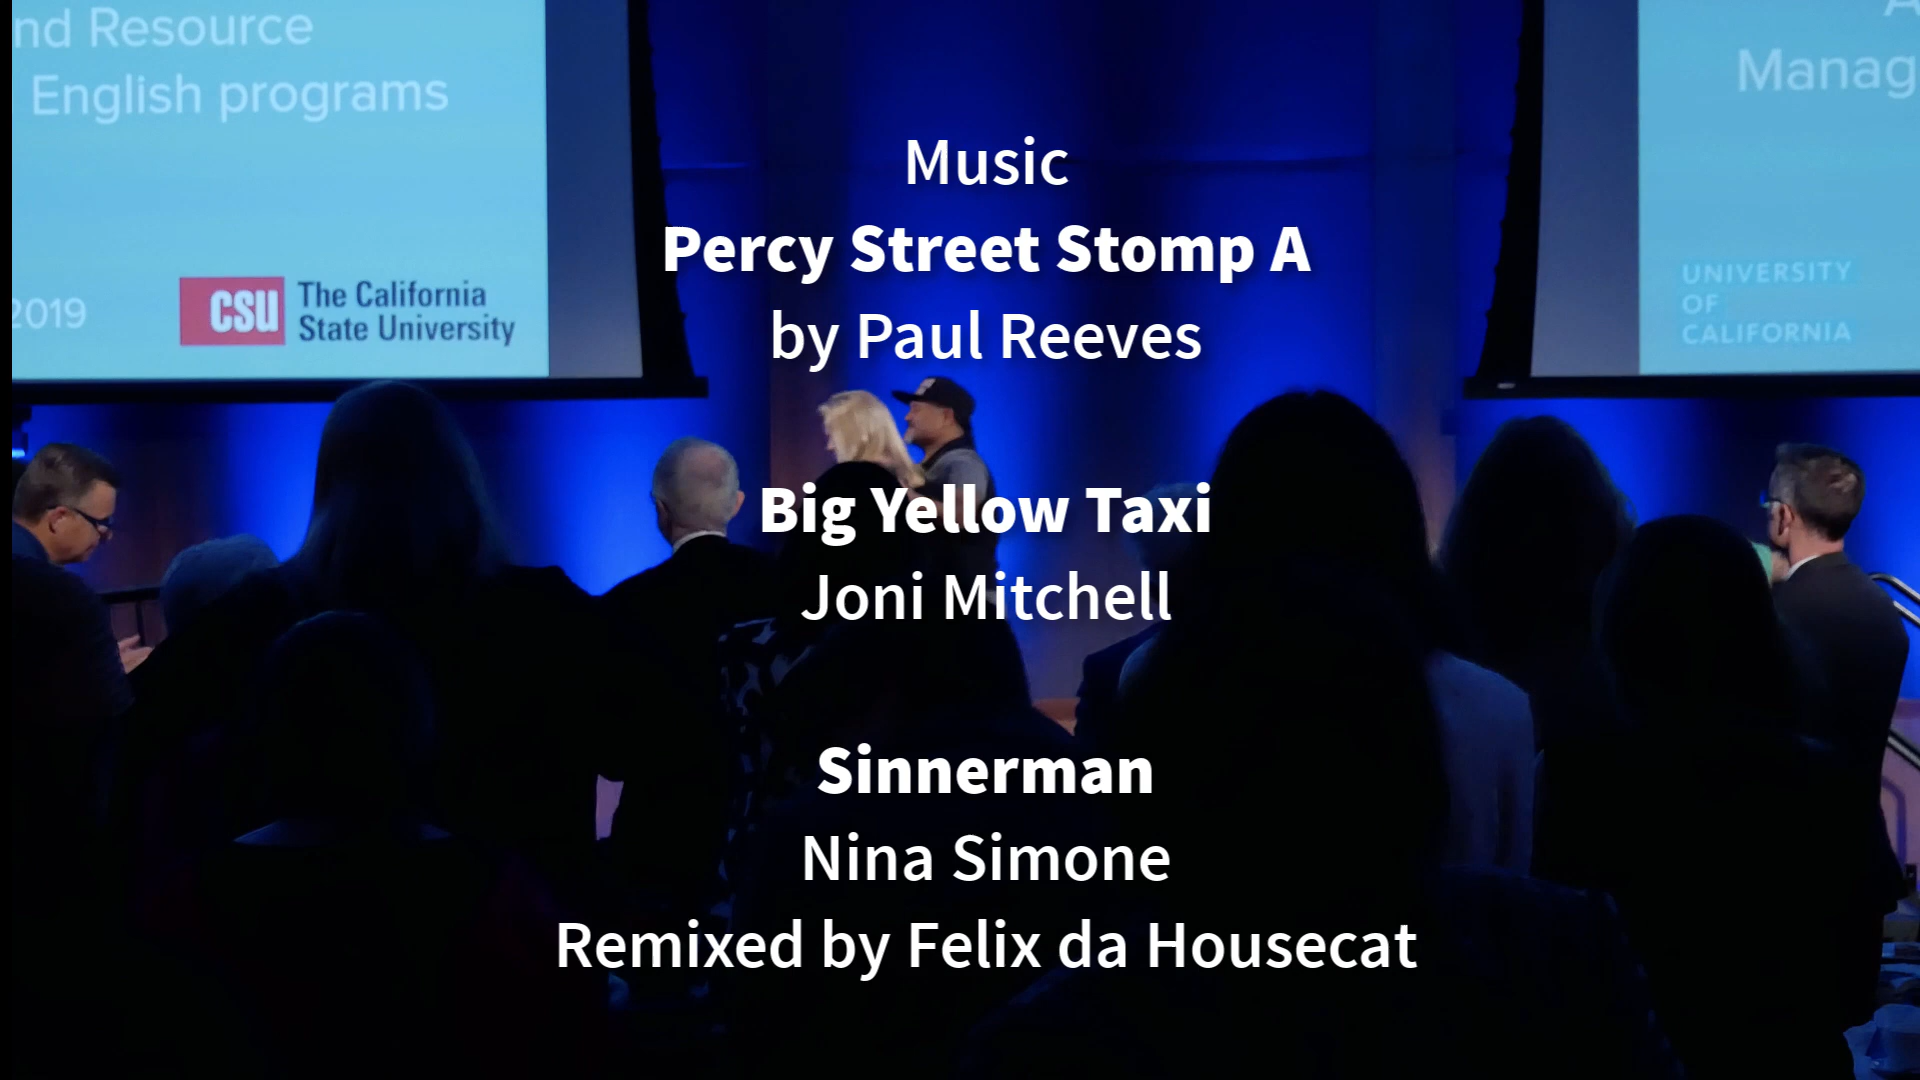 nd Resource
English programs
2019
CSU The California
State University
Manag
UNIVERSITY
OF
CALIFORNIA
Music
Percy Street Stomp A
by Paul Reeves
Big Yellow Taxi
Joni Mitchell
Sinnerman
Nina Simone
Remixed by Felix da Housecat